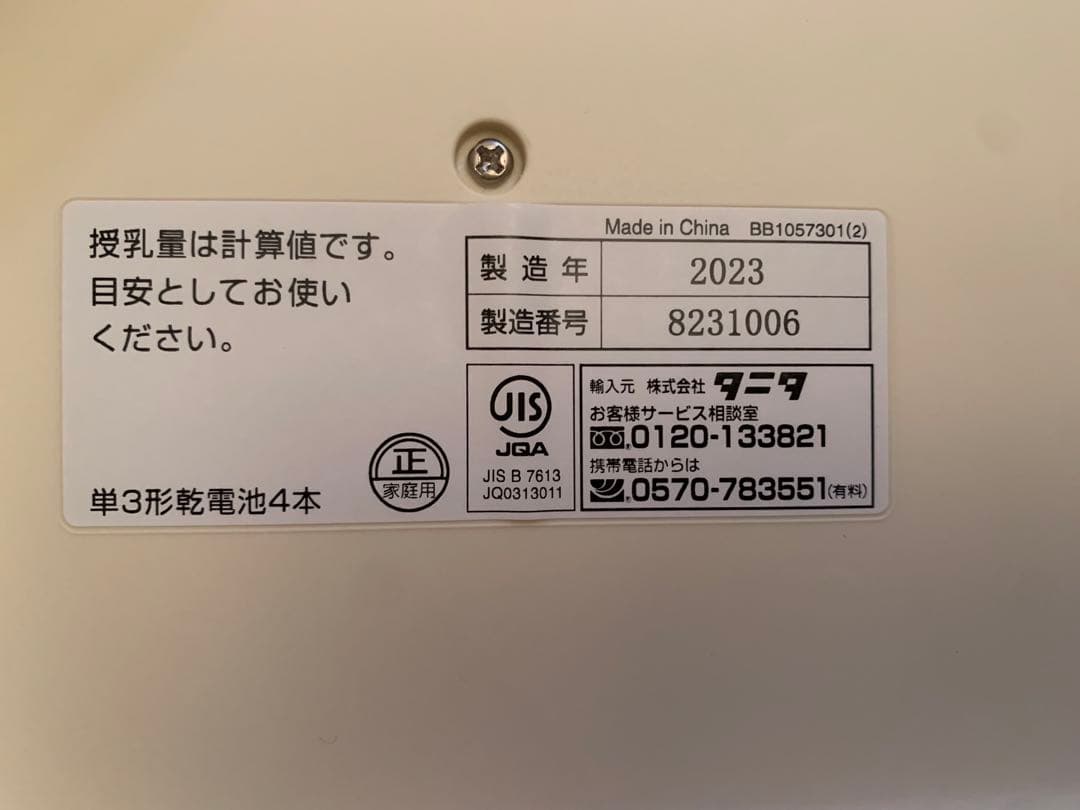 授乳量は計算値です。
目安としてお使い
ください。
単3形乾電池4本
正
家庭用
Made in China BB1057301(2)
製造年 2023
製造番号 8231006
JIS
JQA
JIS B 7613
JQ0313011
輸入元 株式会社 タニタ
お客様サービス相談室
0120-133821
携帯電話からは
0570-783551(有料)